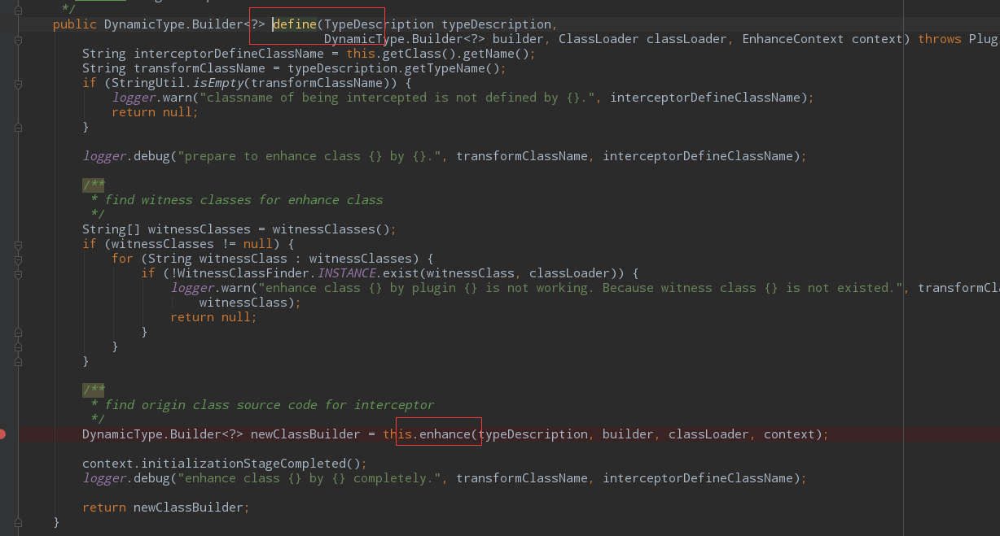 */
public DynamicType.Builder<?> define(TypeDescription typeDescription,
DynamicType.Builder<?> builder, ClassLoader classLoader, EnhanceContext context) throws Plug
String interceptorDefineClassName = this.getClass().getName();
String transformClassName = typeDescription.getTypeName();
if (StringUtil.isEmpty(transformClassName)) {
logger.warn("classname of being intercepted is not defined by {}.", interceptorDefineClassName);
return null;
}
logger.debug("prepare to enhance class {} by {}.", transformClassName, interceptorDefineClassName);
/**
* find witness classes for enhance class
*/
String[] witnessClasses = witnessClasses();
if (witnessClasses != null) {
for (String witnessClass : witnessClasses) {
if (!WitnessClassFinder.INSTANCE.exist(witnessClass, classLoader)) {
logger.warn("enhance class {} by plugin {} is not working. Because witness class {} is not existed.", transformCl
witnessClass);
return null;
}
}
}
/**
* find origin class source code for interceptor
*/
DynamicType.Builder<?> newClassBuilder = this.enhance(typeDescription, builder, classLoader, context);
context.initializationStageCompleted();
logger.debug("enhance class {} by {} completely.", transformClassName, interceptorDefineClassName);
return newClassBuilder;
}